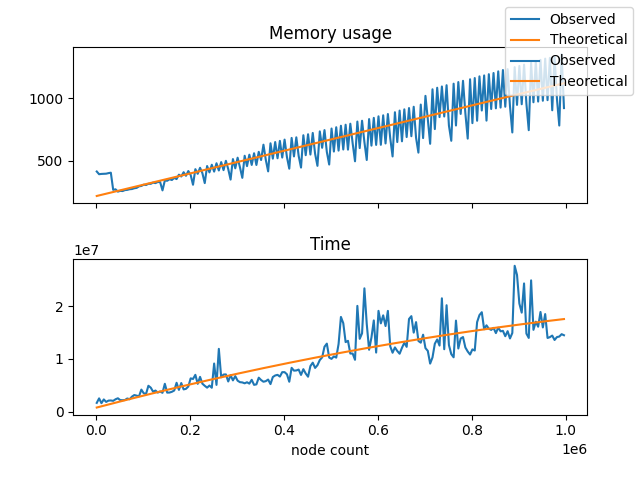 Memory usage
Observed
Theoretical
Observed
Theoretical
1000
500
Time
1e7
2
1
0
0.0 0.2 0.4 0.6 0.8 1.0
node count
1e6